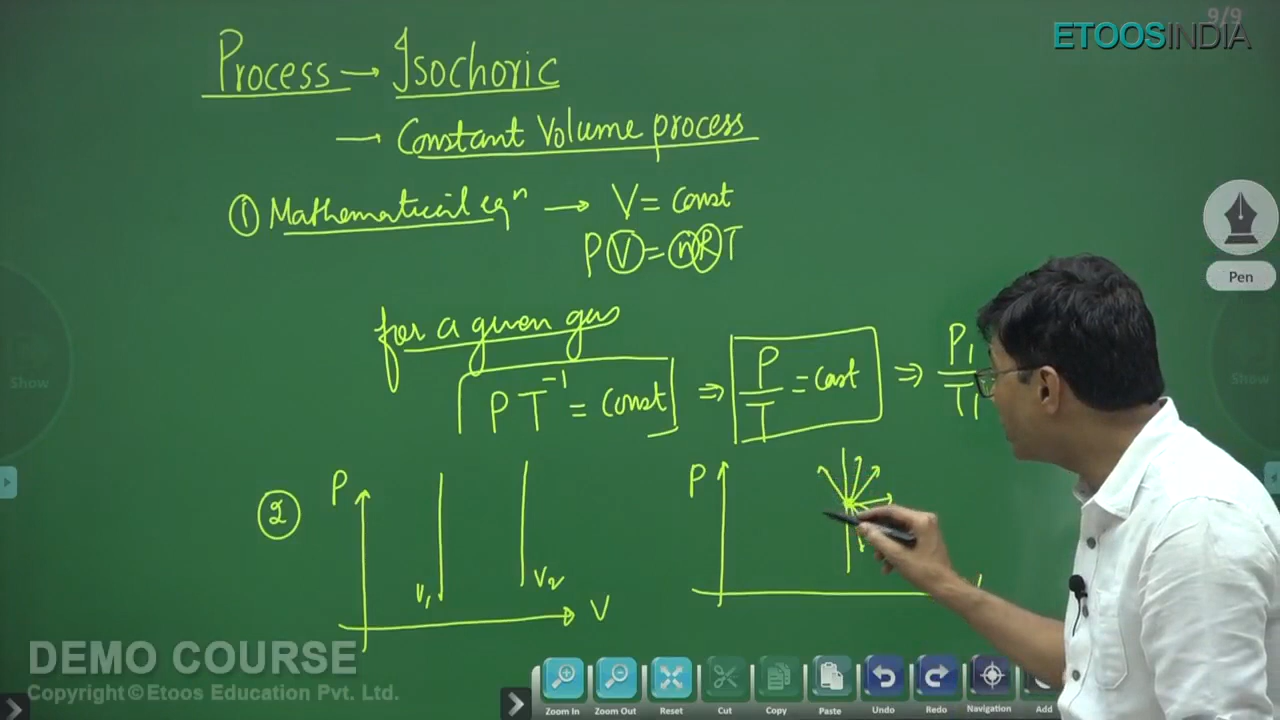 9/9
ETOOSINDIA
Process → Isochoric
→ Constant Volume process
① Mathematical eqⁿ → V = const
PV = nRT
for a given gas
PT⁻¹ = const ⇒ P/T = const ⇒ P₁/T₁
② P V₁ V₂ V
P
Pen
Show
Show
DEMO COURSE
Copyright © Etoos Education Pvt. Ltd.
Zoom In Zoom Out Reset Cut Copy Paste Undo Redo Navigation Add